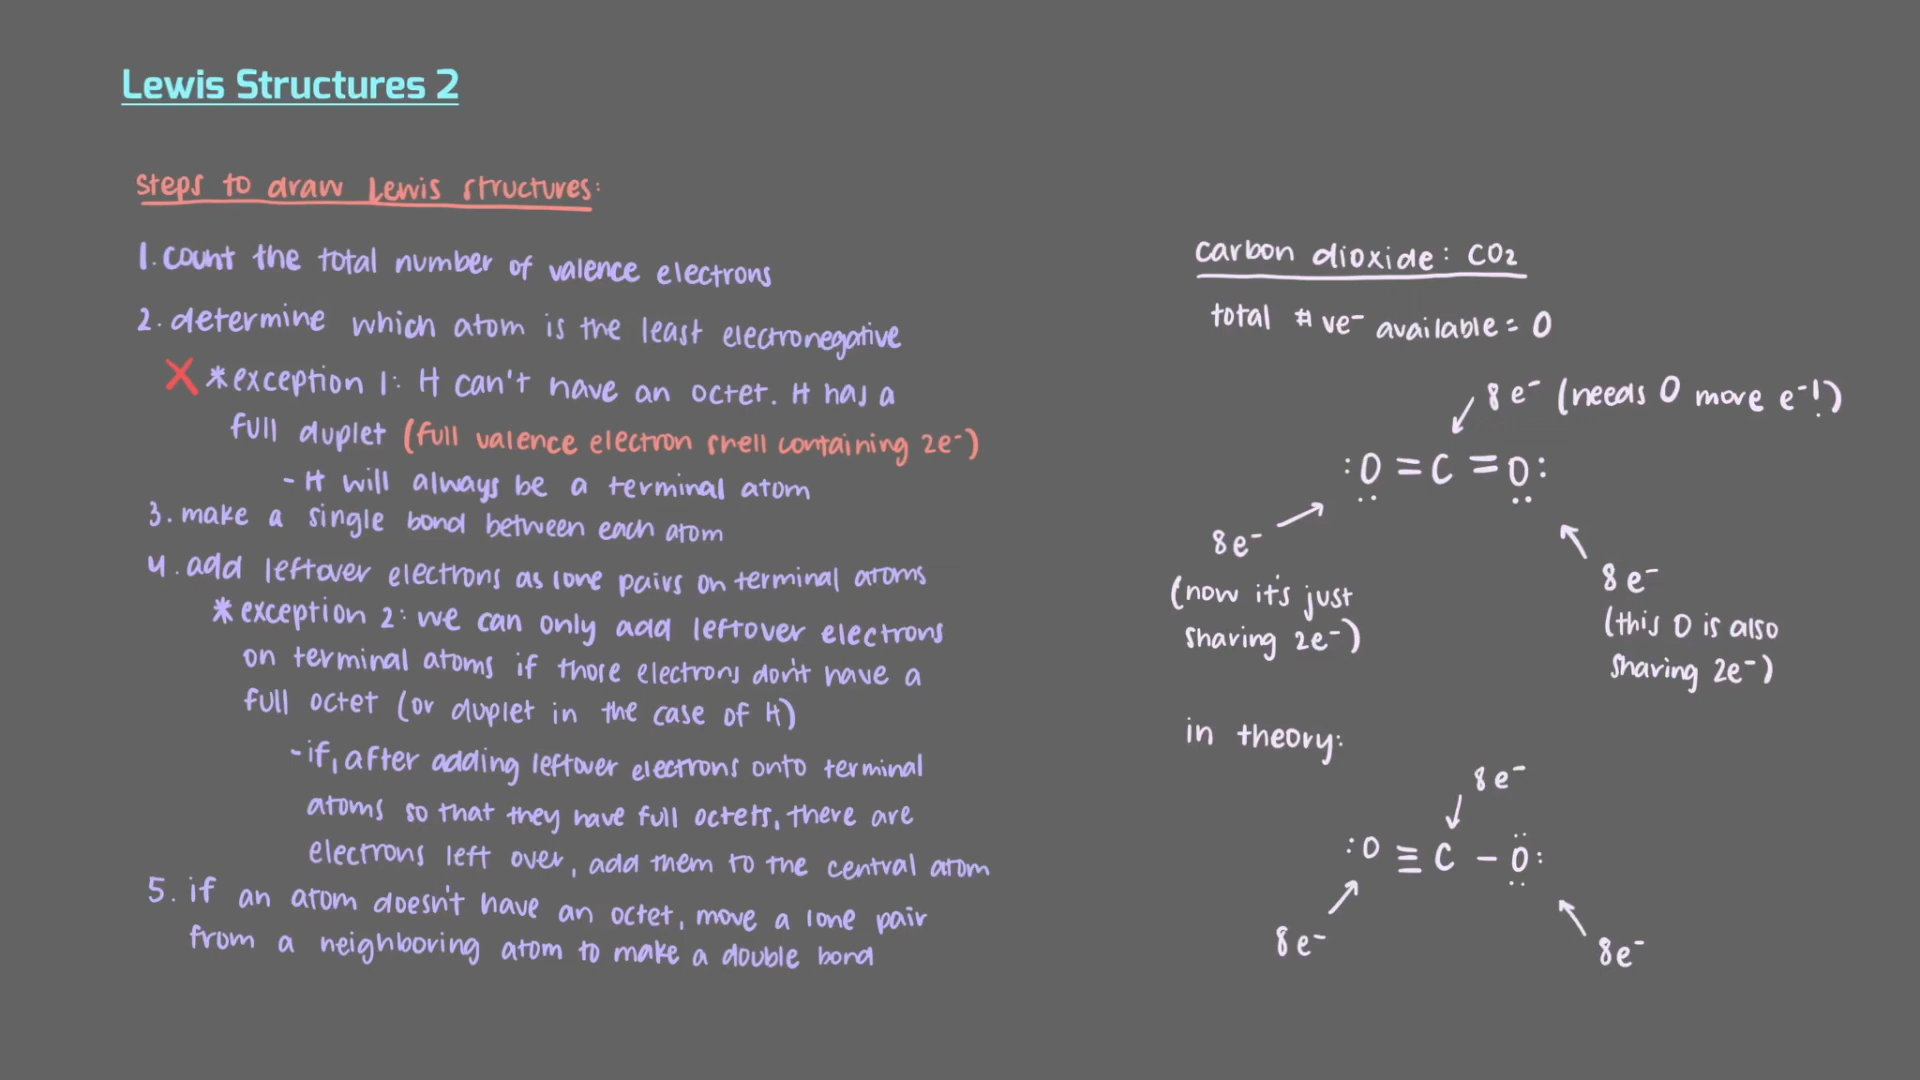 Lewis Structures 2
steps to draw Lewis structures:
1. count the total number of valence electrons
2. determine which atom is the least electronegative
*exception 1: H can't have an octet. H has a
full duplet (full valence electron shell containing 2e⁻)
- H will always be a terminal atom
3. make a single bond between each atom
4. add leftover electrons as lone pairs on terminal atoms
*exception 2: we can only add leftover electrons
on terminal atoms if those electrons don't have a
full octet (or duplet in the case of H)
- if, after adding leftover electrons onto terminal
atoms so that they have full octets, there are
electrons left over, add them to the central atom
5. if an atom doesn't have an octet, move a lone pair
from a neighboring atom to make a double bond
carbon dioxide: CO₂
total # ve⁻ available = 0
8e⁻ (needs 0 more e⁻!)
:O = C = O:
8e⁻
(now it's just
sharing 2e⁻)
8e⁻
(this O is also
sharing 2e⁻)
in theory:
8e⁻
:O ≡ C - O:
8e⁻
8e⁻